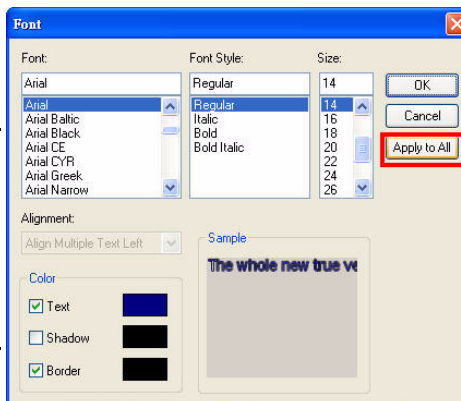 Font
Font:
Font Style:
Size:
Arial
Regular
14
OK
Arial
Arial Baltic
Arial Black
Arial CE
Arial CYR
Arial Greek
Arial Narrow
Regular
Italic
Bold
Bold Italic
14
16
18
20
22
24
26
Cancel
Apply to All
Alignment:
Align Multiple Text Left
Color
Text
Shadow
Border
Sample
The whole new true ve